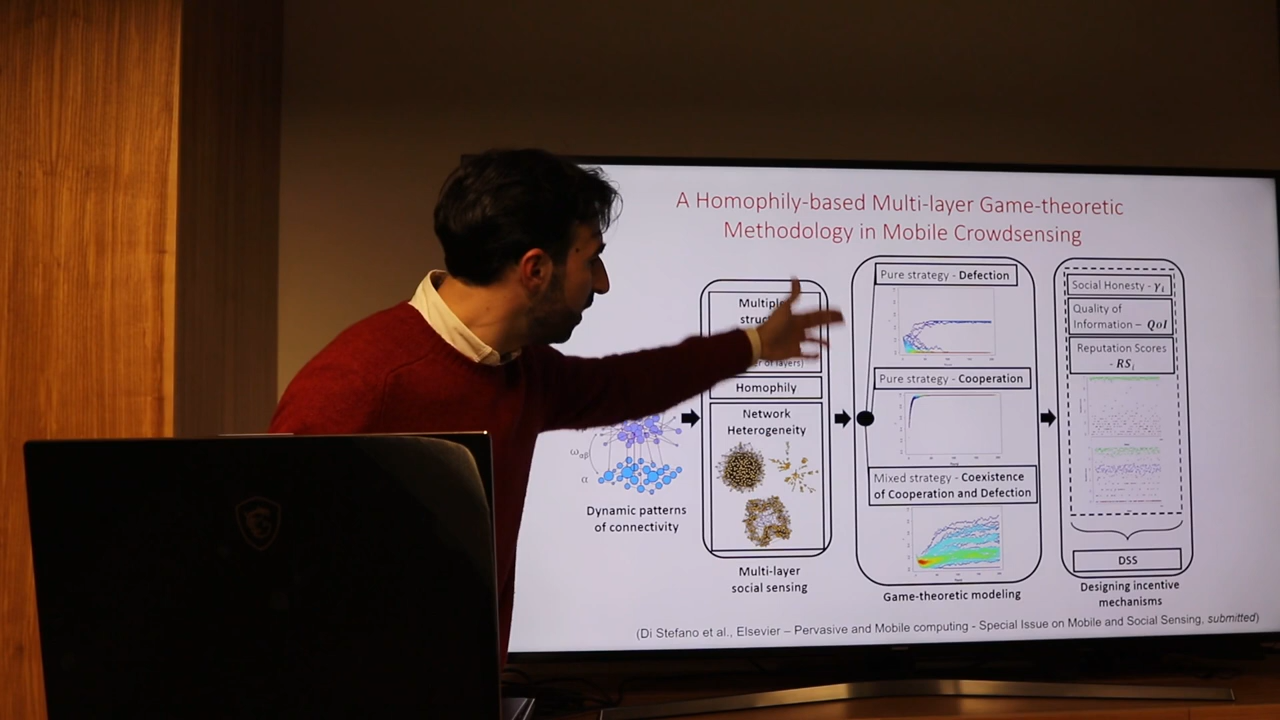 A Homophily-based Multi-layer Game-theoretic
Methodology in Mobile Crowdsensing
ω αβ
α
Dynamic patterns
of connectivity
of layers)
Homophily
Network
Heterogeneity
Multi-layer
social sensing
Pure strategy - Defection
Pure strategy - Cooperation
Mixed strategy - Coexistence
of Cooperation and Defection
Game-theoretic modeling
Social Honesty - γi
Quality of
Information – QoI
Reputation Scores
- RSi
DSS
Designing incentive
mechanisms
(Di Stefano et al., Elsevier – Pervasive and Mobile computing - Special Issue on Mobile and Social Sensing, submitted)